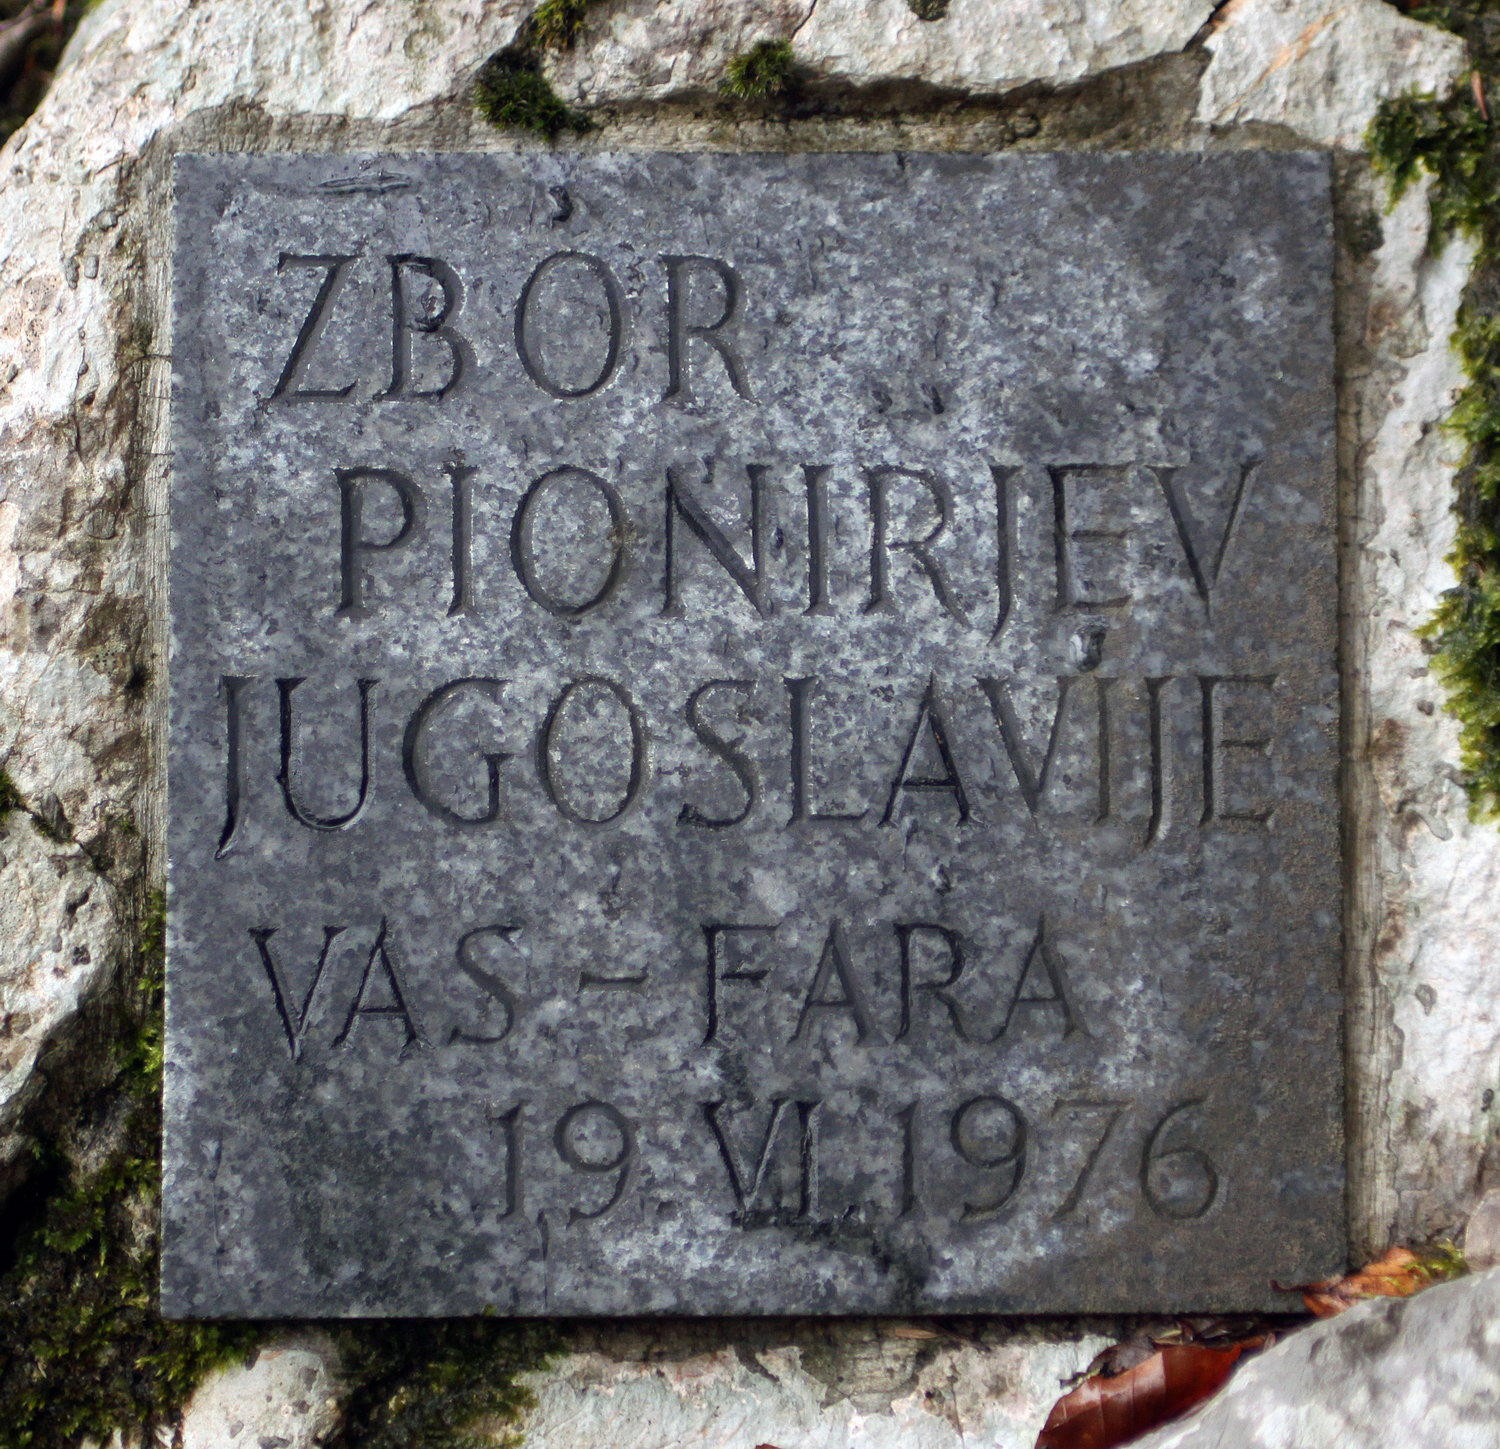 ZBOR
PIONIRJEV
JUGOSLAVIJE
VAS - FARA
19. VI. 1976